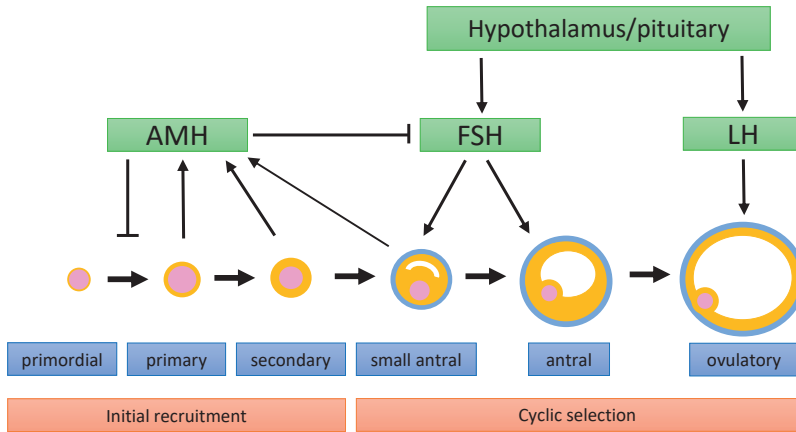 Hypothalamus/pituitary
AMH
FSH
LH
primordial
primary
secondary
small antral
antral
ovulatory
Initial recruitment
Cyclic selection